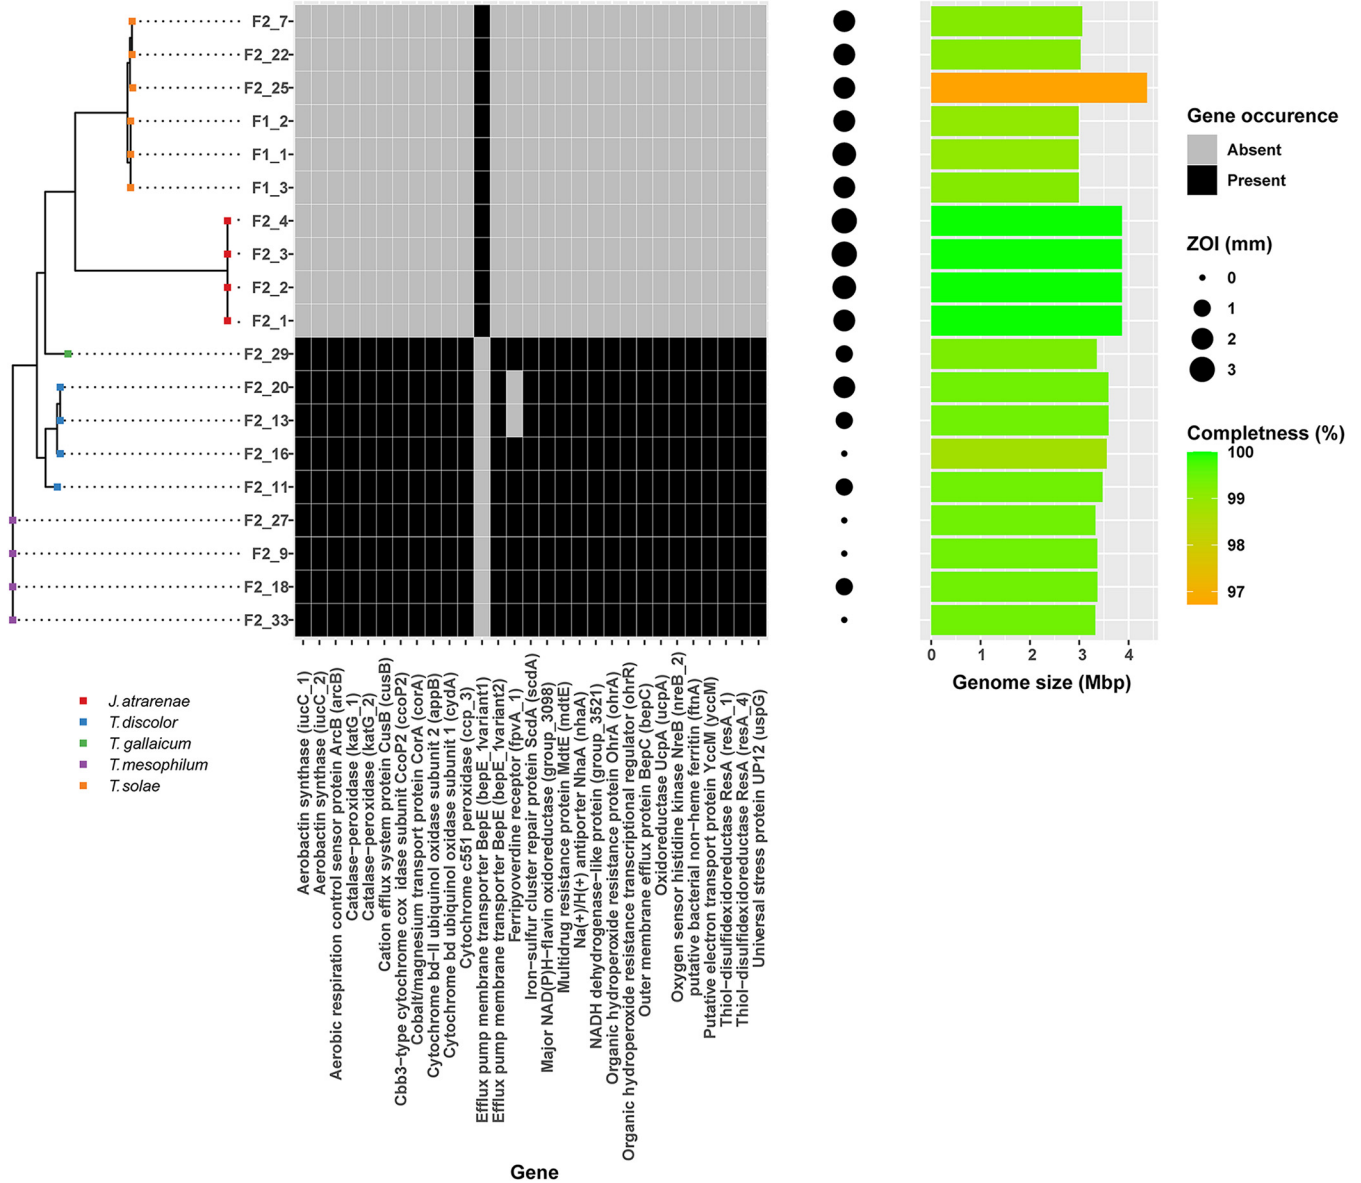 F2_7
F2_22
F2_25
F1_2
F1_1
F1_3
F2_4
F2_3
F2_2
F2_1
F2_29
F2_20
F2_13
F2_16
F2_11
F2_27
F2_9
F2_18
F2_33
J. atrarenae
T. discolor
T. gallaicum
T. mesophilum
T. solae
Aerobactin synthase (iucC_1)
Aerobactin synthase (iucC_2)
Aerobic respiration control sensor protein ArcB (arcB)
Catalase-peroxidase (katG_1)
Catalase-peroxidase (katG_2)
Cation efflux system protein CusB (cusB)
Cbb3-type cytochrome cox idase subunit CcoP2 (ccoP2)
Cobalt/magnesium transport protein CorA (corA)
Cytochrome bd-II ubiquinol oxidase subunit 2 (appB)
Cytochrome bd ubiquinol oxidase subunit 1 (cydA)
Cytochrome c551 peroxidase (ccp_3)
Efflux pump membrane transporter BepE (bepE_1variant1)
Efflux pump membrane transporter BepE (bepE_1variant2)
Ferripyoverdine receptor (fpvA_1)
Iron-sulfur cluster repair protein ScdA (scdA)
Major NAD(P)H-flavin oxidoreductase (group_3098)
Multidrug resistance protein MdtE (mdtE)
Na(+)/H(+) antiporter NhaA (nhaA)
NADH dehydrogenase-like protein (group_3521)
Organic hydroperoxide resistance protein OhrA (ohrA)
Organic hydroperoxide resistance transcriptional regulator (ohrR)
Outer membrane efflux protein BepC (bepC)
Oxidoreductase UcpA (ucpA)
Oxygen sensor histidine kinase NreB (nreB_2)
putative bacterial non-heme ferritin (ftnA)
Putative electron transport protein YccM (yccM)
Thiol-disulfidexidoreductase ResA (resA_1)
Thiol-disulfidexidoreductase ResA (resA_4)
Universal stress protein UP12 (uspG)
Gene
0 1 2 3 4
Genome size (Mbp)
Gene occurence
Absent
Present
ZOI (mm)
0
1
2
3
Completness (%)
100
99
98
97